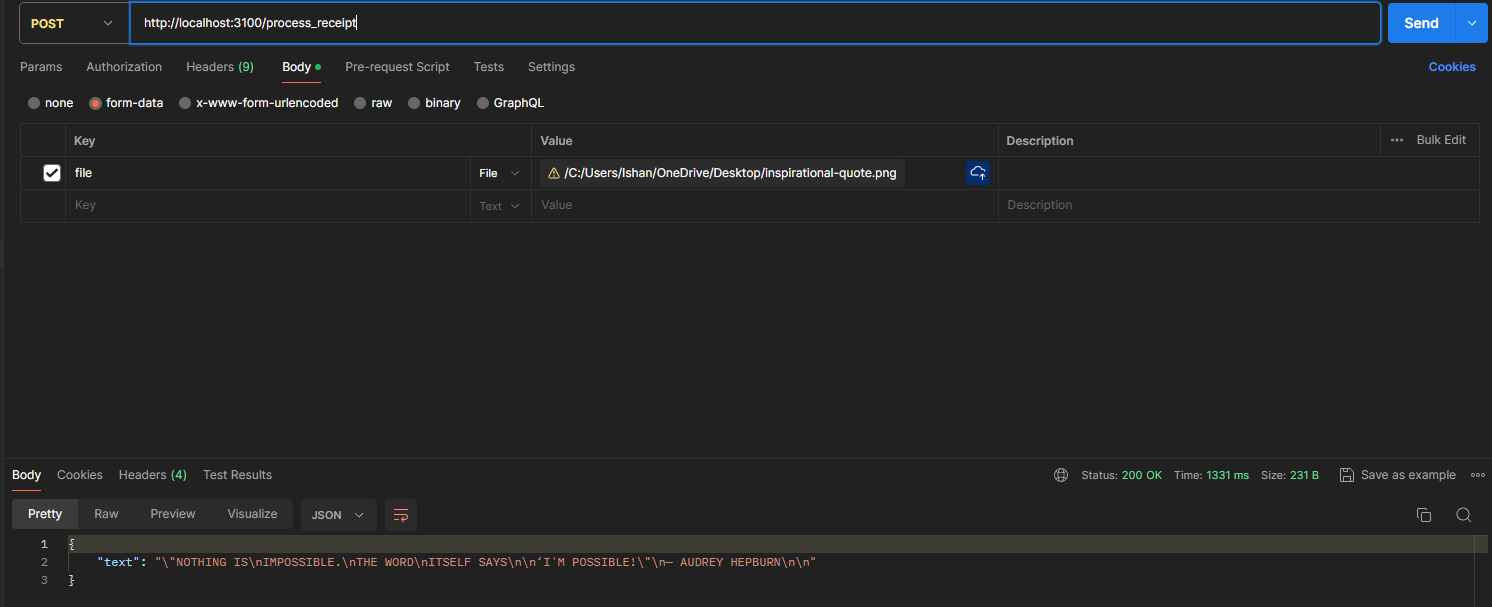 POST http://localhost:3100/process_receipt Send
Params Authorization Headers (9) Body Pre-request Script Tests Settings Cookies
none form-data x-www-form-urlencoded raw binary GraphQL
Key Value Description Bulk Edit
file File /C:/Users/Ishan/OneDrive/Desktop/inspirational-quote.png
Key Text Value Description
Body Cookies Headers (4) Test Results Status: 200 OK Time: 1331 ms Size: 231 B Save as example
Pretty Raw Preview Visualize JSON
1 {
2 "text": "\"NOTHING IS\nIMPOSSIBLE.\nTHE WORD\nITSELF SAYS\n\n‘I'M POSSIBLE!\"\n— AUDREY HEPBURN\n\n"
3 }